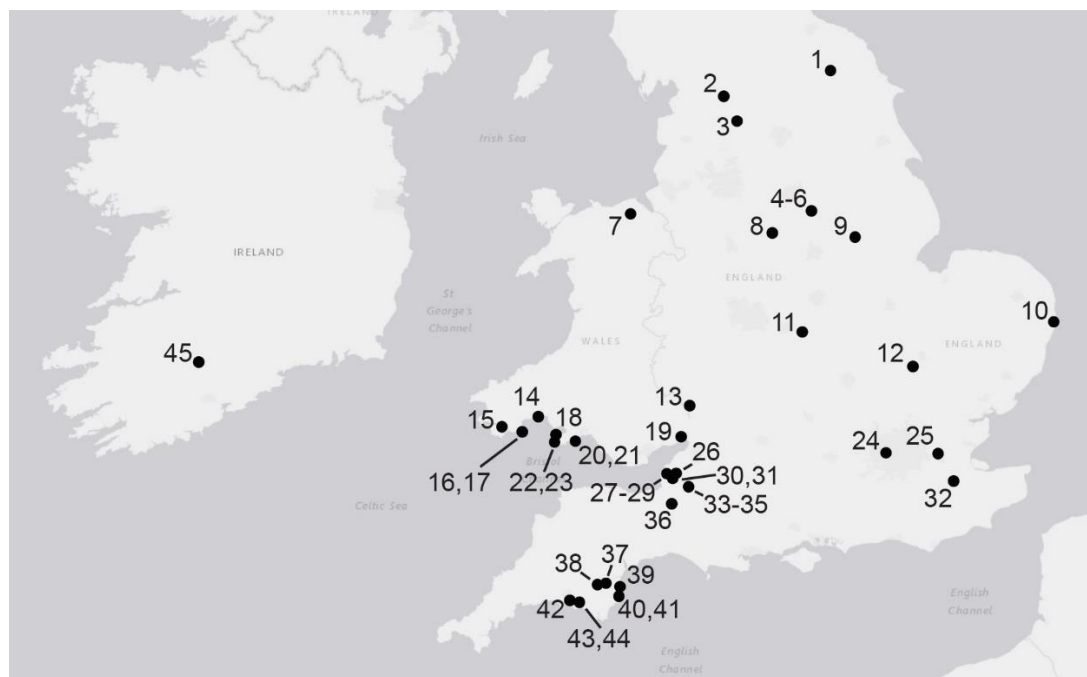 IRELAND
1
2
Irish Sea
3
4-6
7
8
9
IRELAND
ENGLAND
St
George's
Channel
10
11
WALES
ENGLAND
12
45
13
14
15
18
19
24
25
26
20,21
Bristol
16,17
22,23
30,31
27-29
32
Celtic Sea
33-35
36
37
38
39
English
Channel
42
40,41
43,44
English
Channel